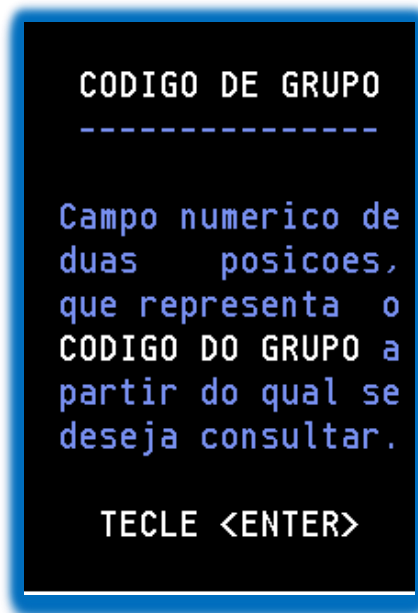 CODIGO DE GRUPO
---------------
Campo numerico de
duas posicoes,
que representa o
CODIGO DO GRUPO a
partir do qual se
deseja consultar.
TECLE <ENTER>